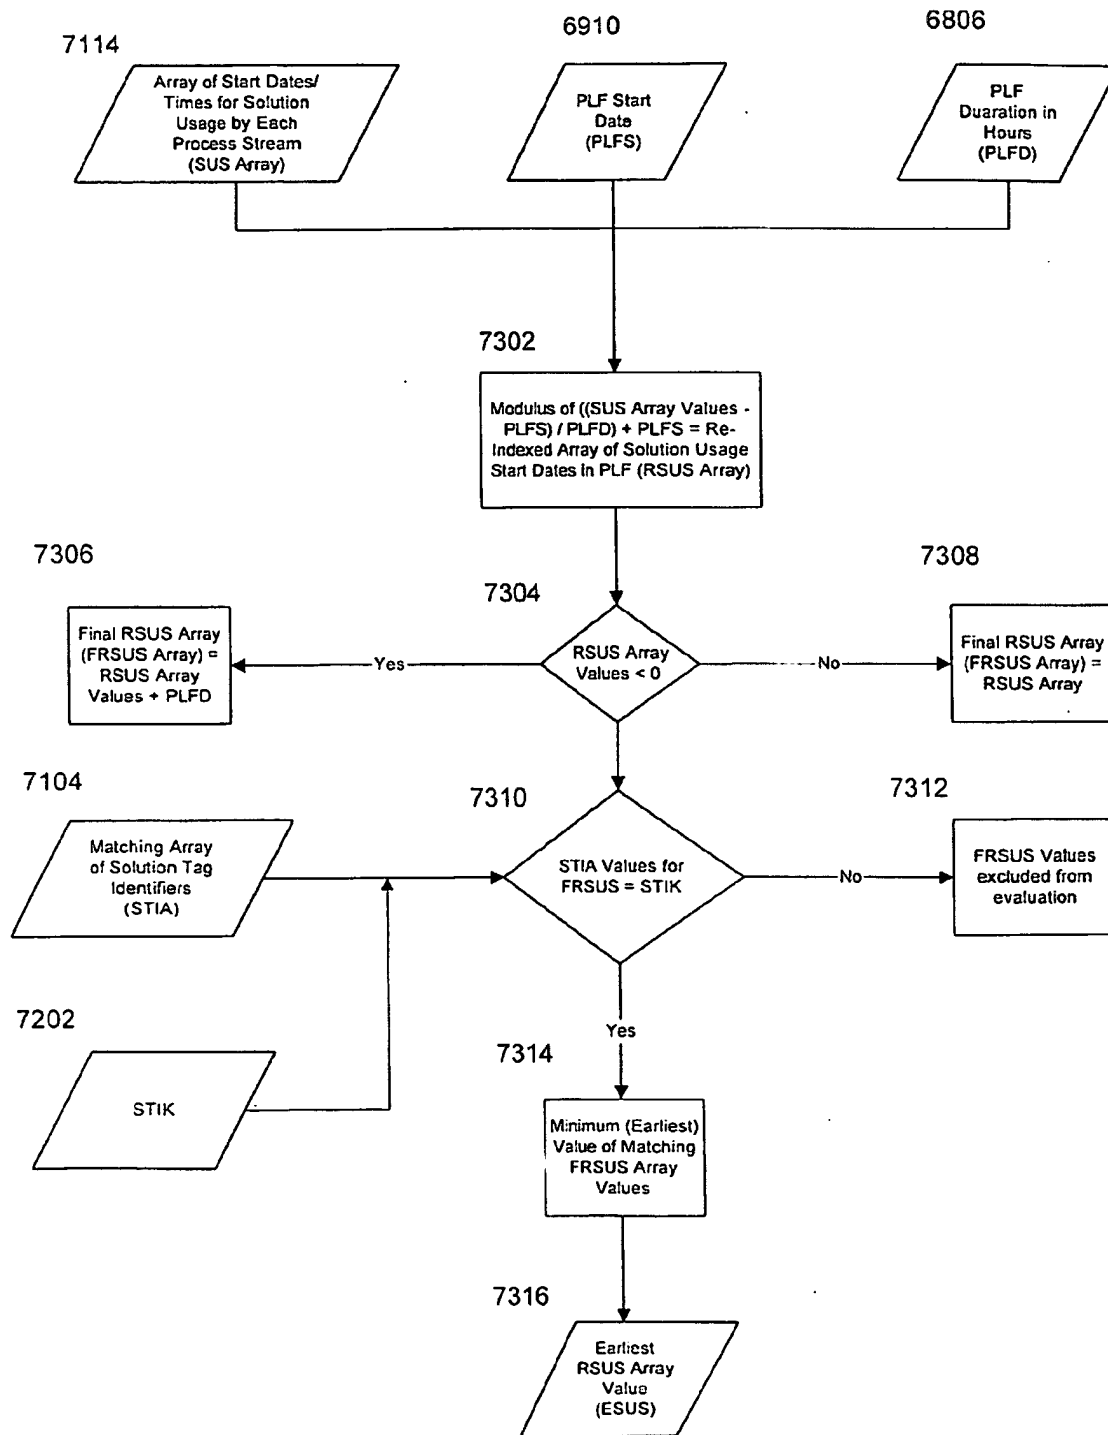 7114
6910
6806
Array of Start Dates/
Times for Solution
Usage by Each
Process Stream
(SUS Array)
PLF Start
Date
(PLFS)
PLF
Duaration in
Hours
(PLFD)
7302
Modulus of ((SUS Array Values -
PLFS) / PLFD) + PLFS = Re-
Indexed Array of Solution Usage
Start Dates in PLF (RSUS Array)
7306
7304
7308
Final RSUS Array
(FRSUS Array) =
RSUS Array
Values + PLFD
Yes
RSUS Array
Values < 0
No
Final RSUS Array
(FRSUS Array) =
RSUS Array
7104
7310
7312
Matching Array
of Solution Tag
Identifiers
(STIA)
STIA Values for
FRSUS = STIK
No
FRSUS Values
excluded from
evaluation
7202
STIK
Yes
7314
Minimum (Earliest)
Value of Matching
FRSUS Array
Values
7316
Earliest
RSUS Array
Value
(ESUS)